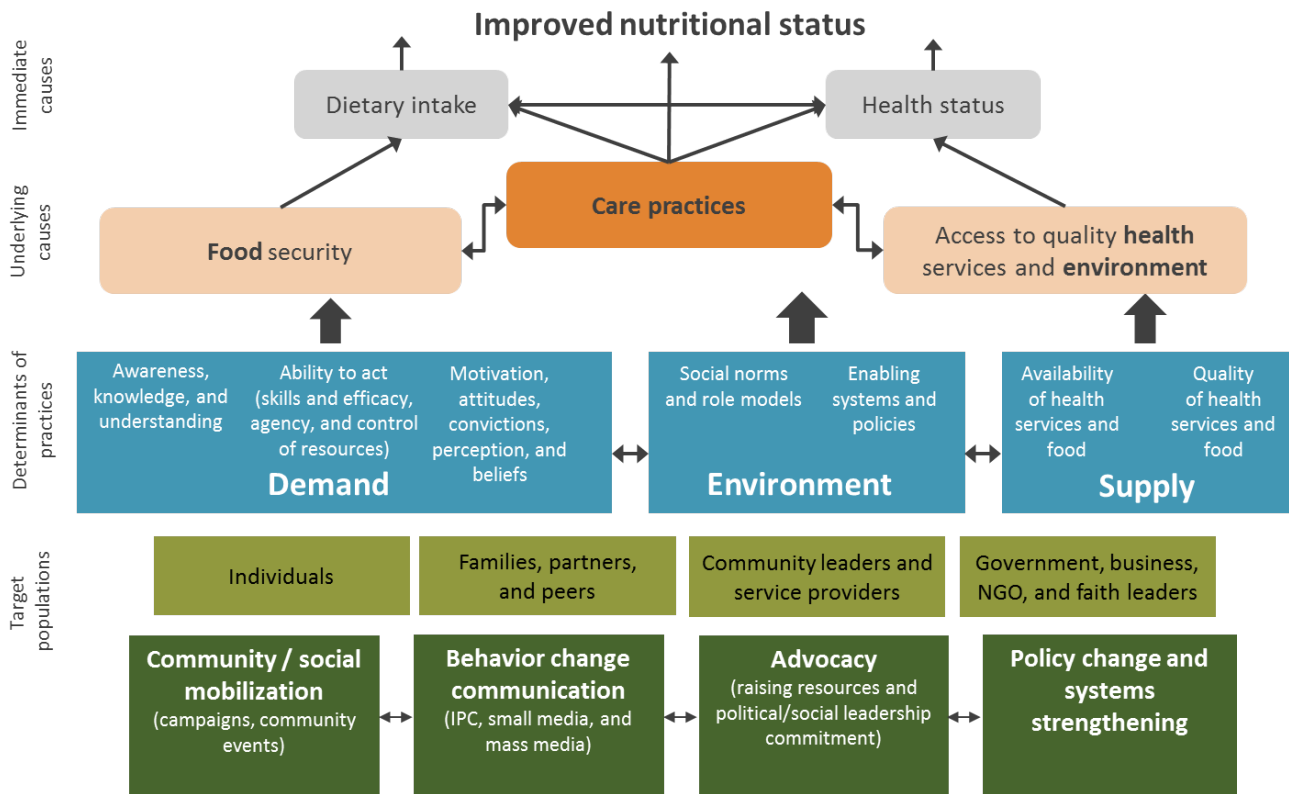 Improved nutritional status
Immediate
causes
Dietary intake
Health status
Underlying
causes
Care practices
Food security
Access to quality health
services and environment
Determinants of
practices
Awareness,
knowledge, and
understanding
Ability to act
(skills and efficacy,
agency, and control
of resources)
Motivation,
attitudes,
convictions,
perception, and
beliefs
Demand
Social norms
and role models
Enabling
systems and
policies
Environment
Availability
of health
services and
food
Quality
of health
services and
food
Supply
Target
populations
Individuals
Families, partners,
and peers
Community leaders and
service providers
Government, business,
NGO, and faith leaders
Community / social
mobilization
(campaigns, community
events)
Behavior change
communication
(IPC, small media, and
mass media)
Advocacy
(raising resources and
political/social leadership
commitment)
Policy change and
systems
strengthening